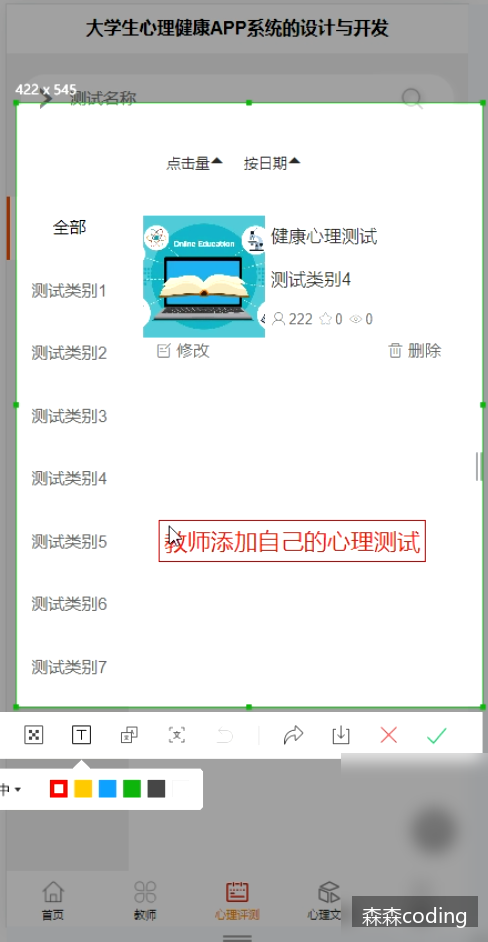 大学生心理健康APP系统的设计与开发
422 x 545
测试名称
点击量 按日期
全部
测试类别1
测试类别2
测试类别3
测试类别4
测试类别5
测试类别6
测试类别7
Online Education
健康心理测试
测试类别4
222 0 0
修改 删除
教师添加自己的心理测试
T
文
中
首页 教师 心理评测 心理文
森森coding